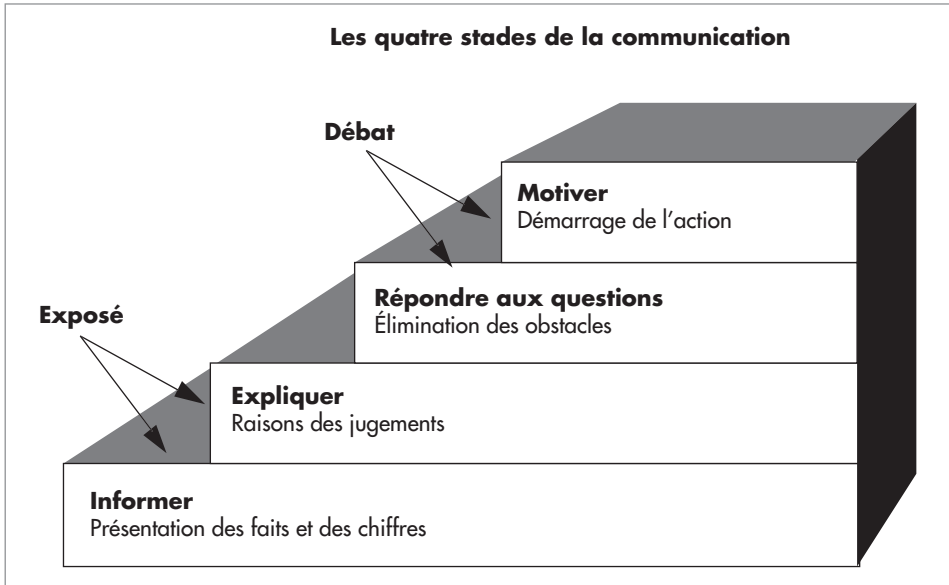 Les quatre stades de la communication
Débat
Motiver
Démarrage de l'action
Répondre aux questions
Élimination des obstacles
Exposé
Expliquer
Raisons des jugements
Informer
Présentation des faits et des chiffres